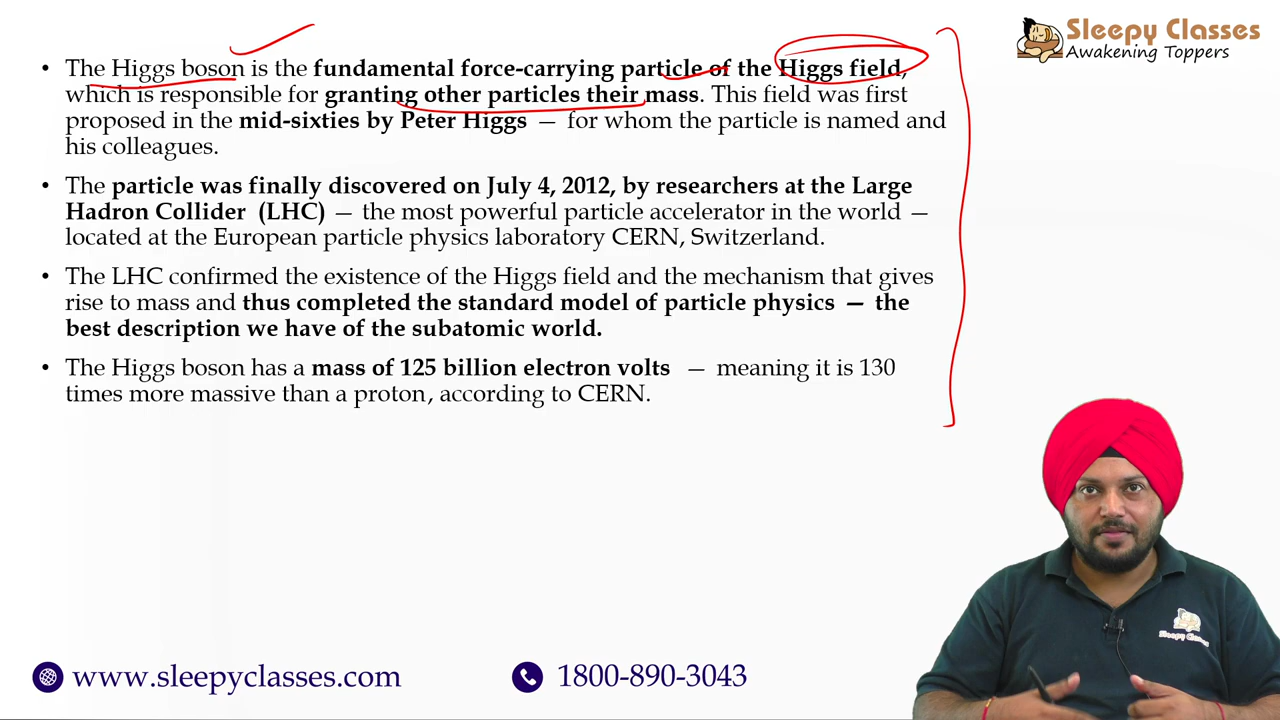 • The Higgs boson is the fundamental force-carrying particle of the Higgs field,
which is responsible for granting other particles their mass. This field was first
proposed in the mid-sixties by Peter Higgs — for whom the particle is named and
his colleagues.
• The particle was finally discovered on July 4, 2012, by researchers at the Large
Hadron Collider (LHC) — the most powerful particle accelerator in the world —
located at the European particle physics laboratory CERN, Switzerland.
• The LHC confirmed the existence of the Higgs field and the mechanism that gives
rise to mass and thus completed the standard model of particle physics — the
best description we have of the subatomic world.
• The Higgs boson has a mass of 125 billion electron volts — meaning it is 130
times more massive than a proton, according to CERN.
Sleepy Classes
Awakening Toppers
Sleepy Classes
www.sleepyclasses.com
1800-890-3043